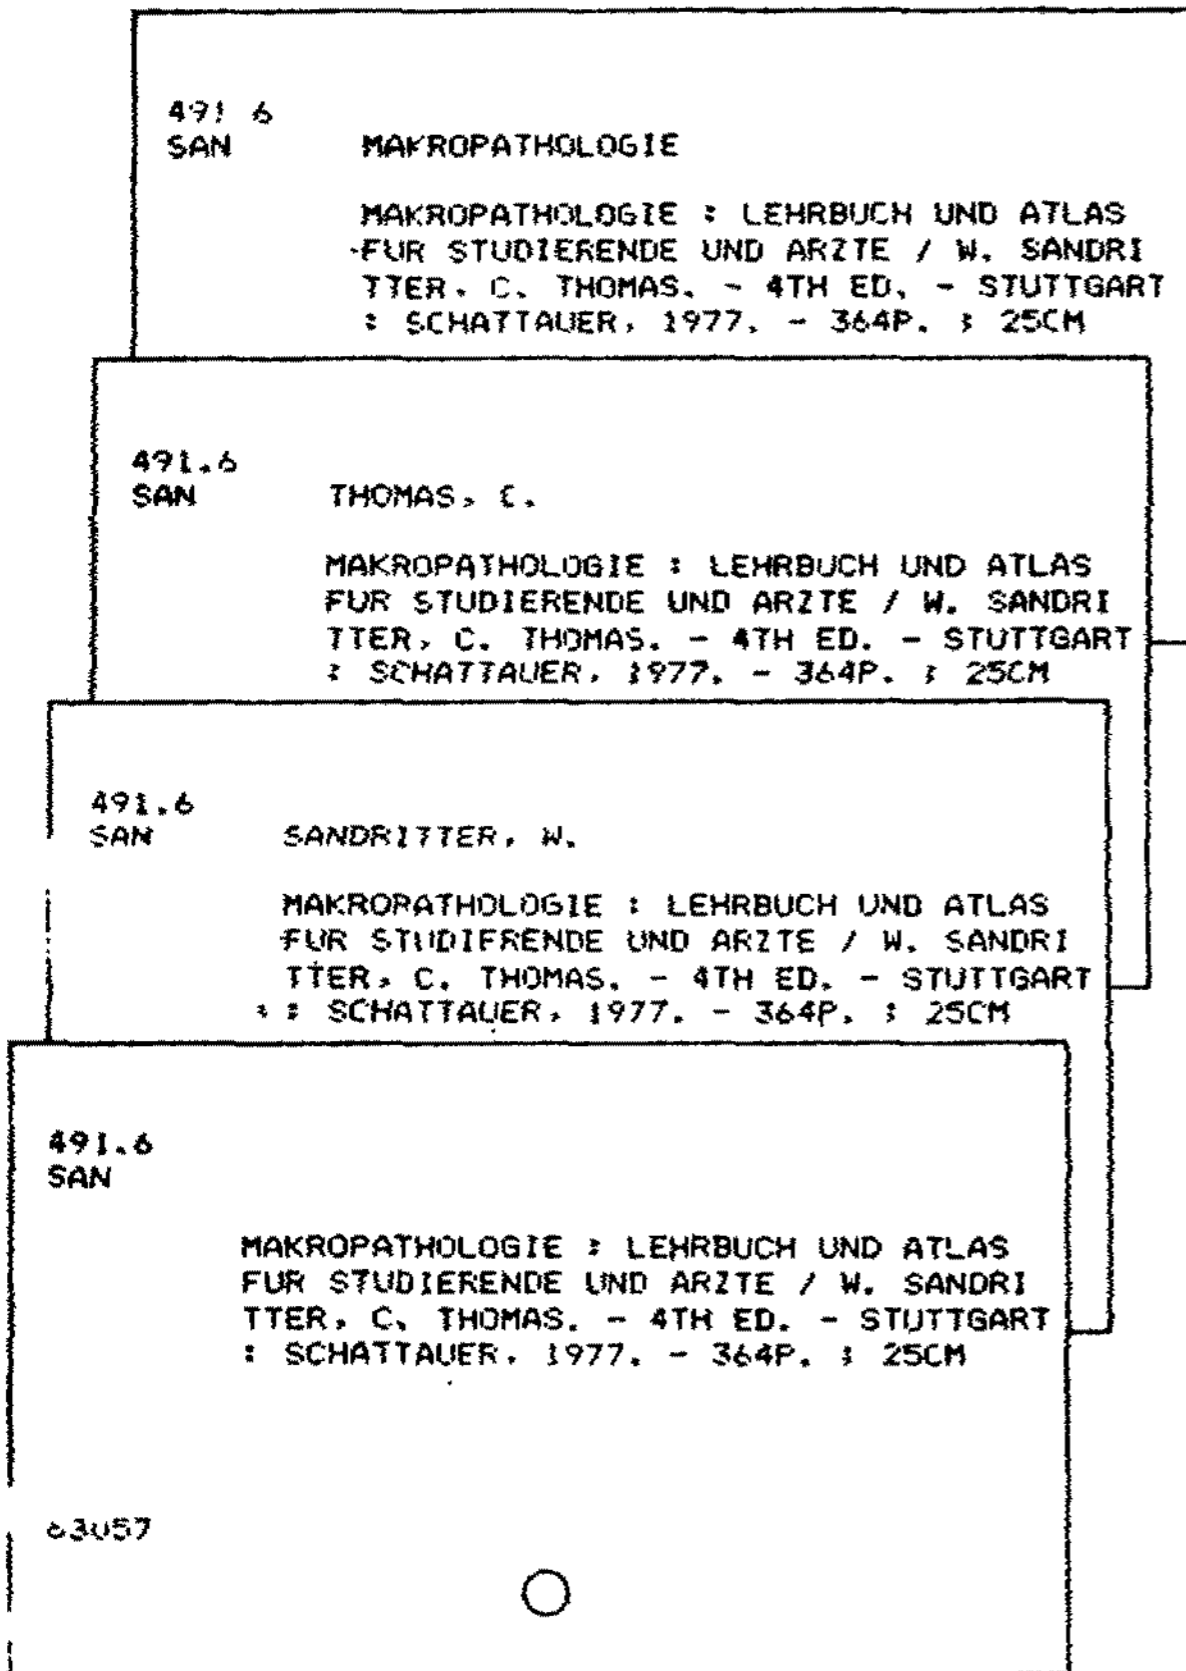 491.6
SAN MAKROPATHOLOGIE
MAKROPATHOLOGIE : LEHRBUCH UND ATLAS
FUR STUDIERENDE UND ARZTE / W. SANDRI
TTER, C. THOMAS. - 4TH ED. - STUTTGART
: SCHATTAUER, 1977. - 364P. ; 25CM
491.6
SAN THOMAS, C.
MAKROPATHOLOGIE : LEHRBUCH UND ATLAS
FUR STUDIERENDE UND ARZTE / W. SANDRI
TTER, C. THOMAS. - 4TH ED. - STUTTGART
: SCHATTAUER, 1977. - 364P. ; 25CM
491.6
SAN SANDRITTER, W.
MAKROPATHOLOGIE : LEHRBUCH UND ATLAS
FUR STUDIERENDE UND ARZTE / W. SANDRI
TTER, C. THOMAS. - 4TH ED. - STUTTGART
: SCHATTAUER, 1977. - 364P. ; 25CM
491.6
SAN
MAKROPATHOLOGIE : LEHRBUCH UND ATLAS
FUR STUDIERENDE UND ARZTE / W. SANDRI
TTER, C. THOMAS. - 4TH ED. - STUTTGART
: SCHATTAUER, 1977. - 364P. ; 25CM